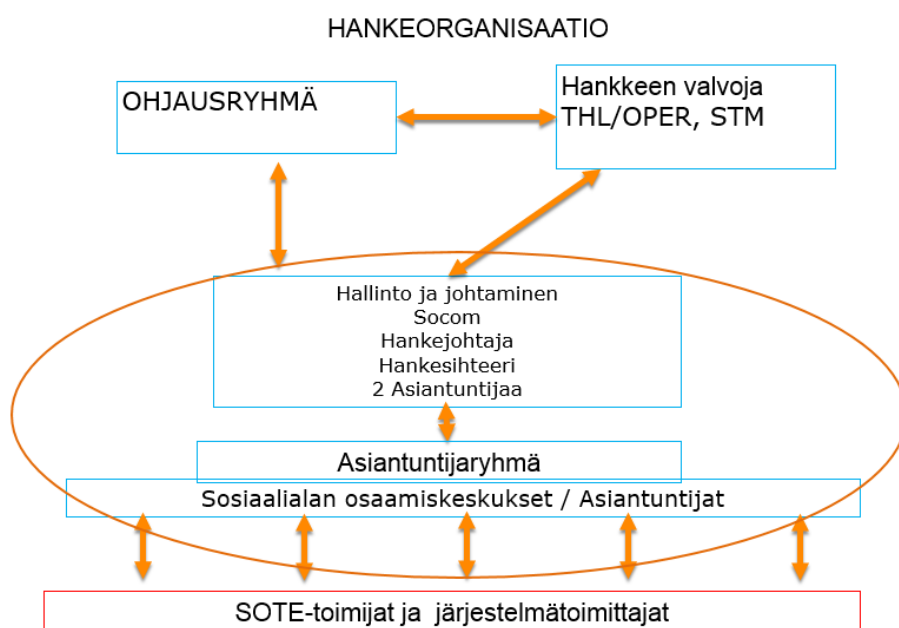 HANKEORGANISAATIO
OHJAUSRYHMÄ
Hankkeen valvoja
THL/OPER, STM
Hallinto ja johtaminen
Socom
Hankejohtaja
Hankesihteeri
2 Asiantuntijaa
Asiantuntijaryhmä
Sosiaalialan osaamiskeskukset / Asiantuntijat
SOTE-toimijat ja järjestelmätoimittajat